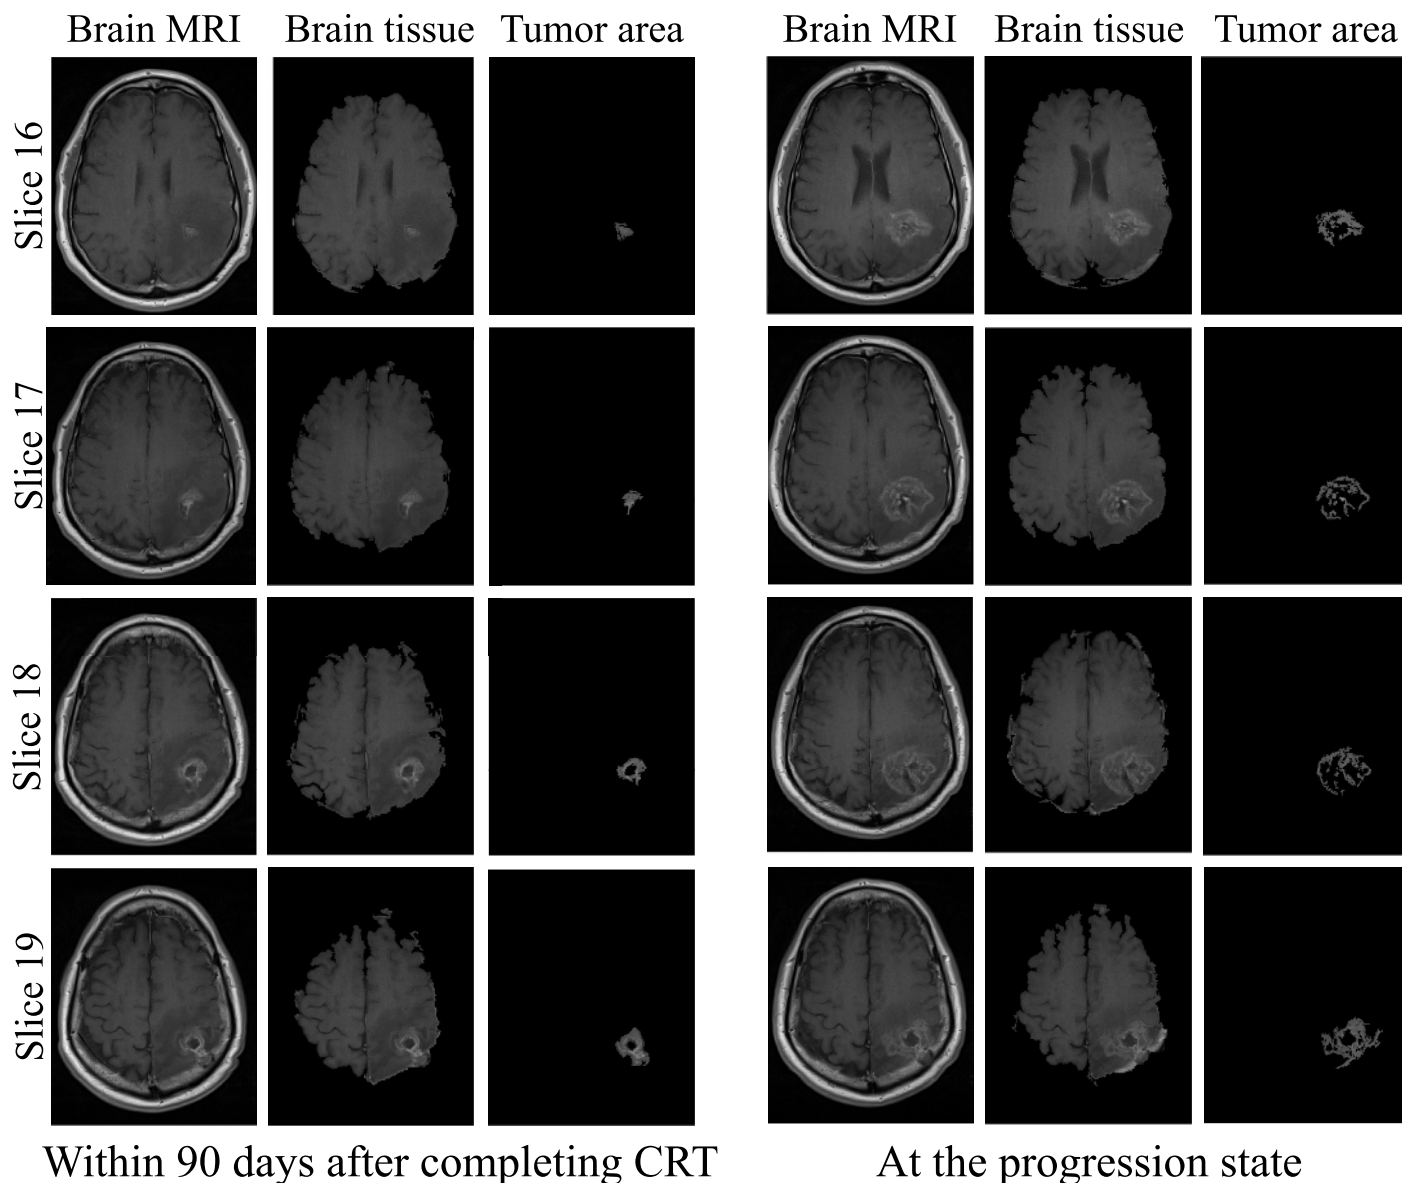 Brain MRI Brain tissue Tumor area Brain MRI Brain tissue Tumor area
Slice 16
Slice 17
Slice 18
Slice 19
Within 90 days after completing CRT At the progression state